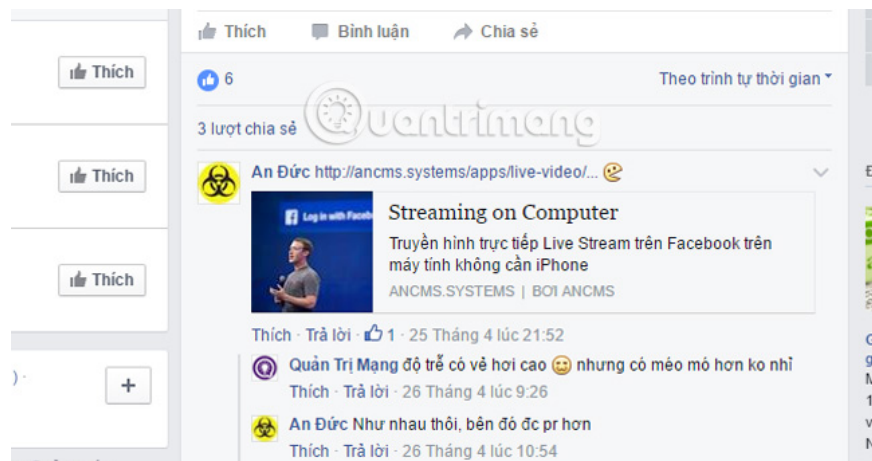 Thích
Bình luận
Chia sẻ
Thích
6
Theo trình tự thời gian
Quantrimang
3 lượt chia sẻ
Thích
An Đức http://ancms.systems/apps/live-video/...
Log in with Faceb
Streaming on Computer
Truyền hình trực tiếp Live Stream trên Facebook trên
máy tính không cần iPhone
ANCMS.SYSTEMS | BỞI ANCMS
Thích
Thích · Trả lời · 1 · 25 Tháng 4 lúc 21:52
Quản Trị Mạng độ trễ có vẻ hơi cao nhưng có méo mó hơn ko nhỉ
Thích · Trả lời · 26 Tháng 4 lúc 9:26
) ·
+
An Đức Như nhau thôi, bên đó đc pr hơn
Thích · Trả lời · 26 Tháng 4 lúc 10:54